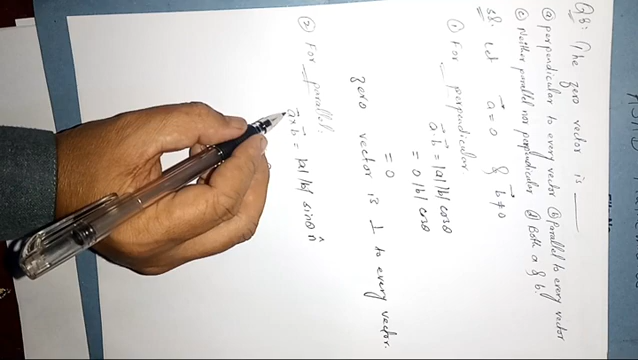 Q8: The zero vector is ____
ⓐ perpendicular to every vector ⓑ parallel to every vector
ⓒ Neither parallel nor perpendicular ⓓ Both a & b.
Sol: Let a⃗ = 0 & b⃗ ≠ 0
① For perpendicular
a⃗·b⃗ = |a||b| cosθ
= 0|b| cosθ
= 0
zero vector is ⊥ to every vector.
② For parallel.
a⃗×b⃗ = |a||b| sinθ n̂